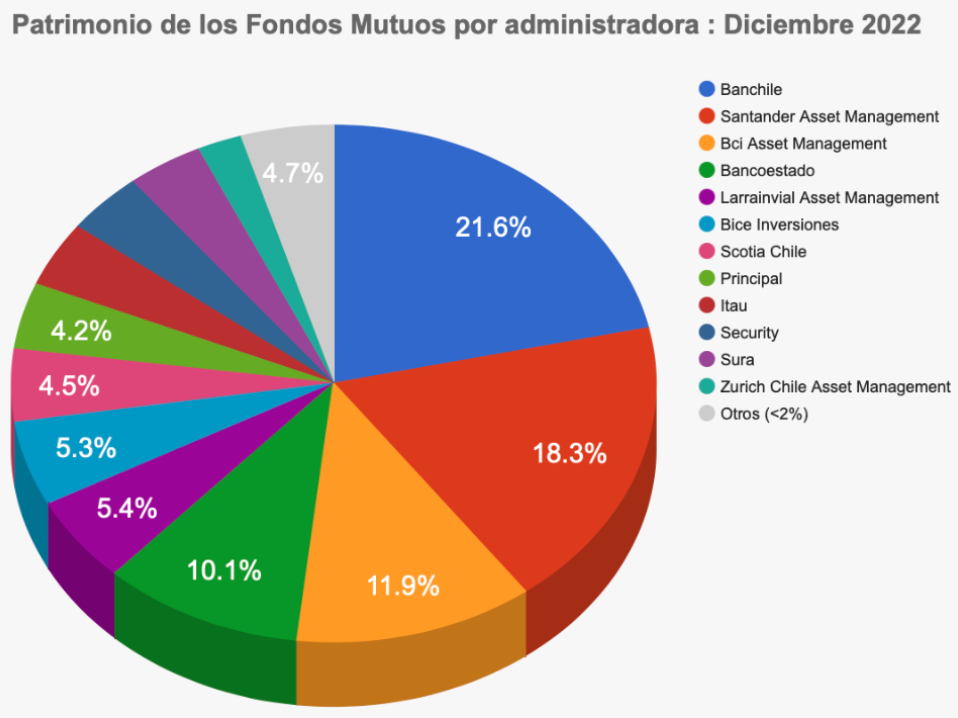 Patrimonio de los Fondos Mutuos por administradora : Diciembre 2022
Banchile
Santander Asset Management
Bci Asset Management
Bancoestado
Larrainvial Asset Management
Bice Inversiones
Scotia Chile
Principal
Itau
Security
Sura
Zurich Chile Asset Management
Otros (<2%)
4.7%
21.6%
18.3%
11.9%
10.1%
5.4%
5.3%
4.5%
4.2%